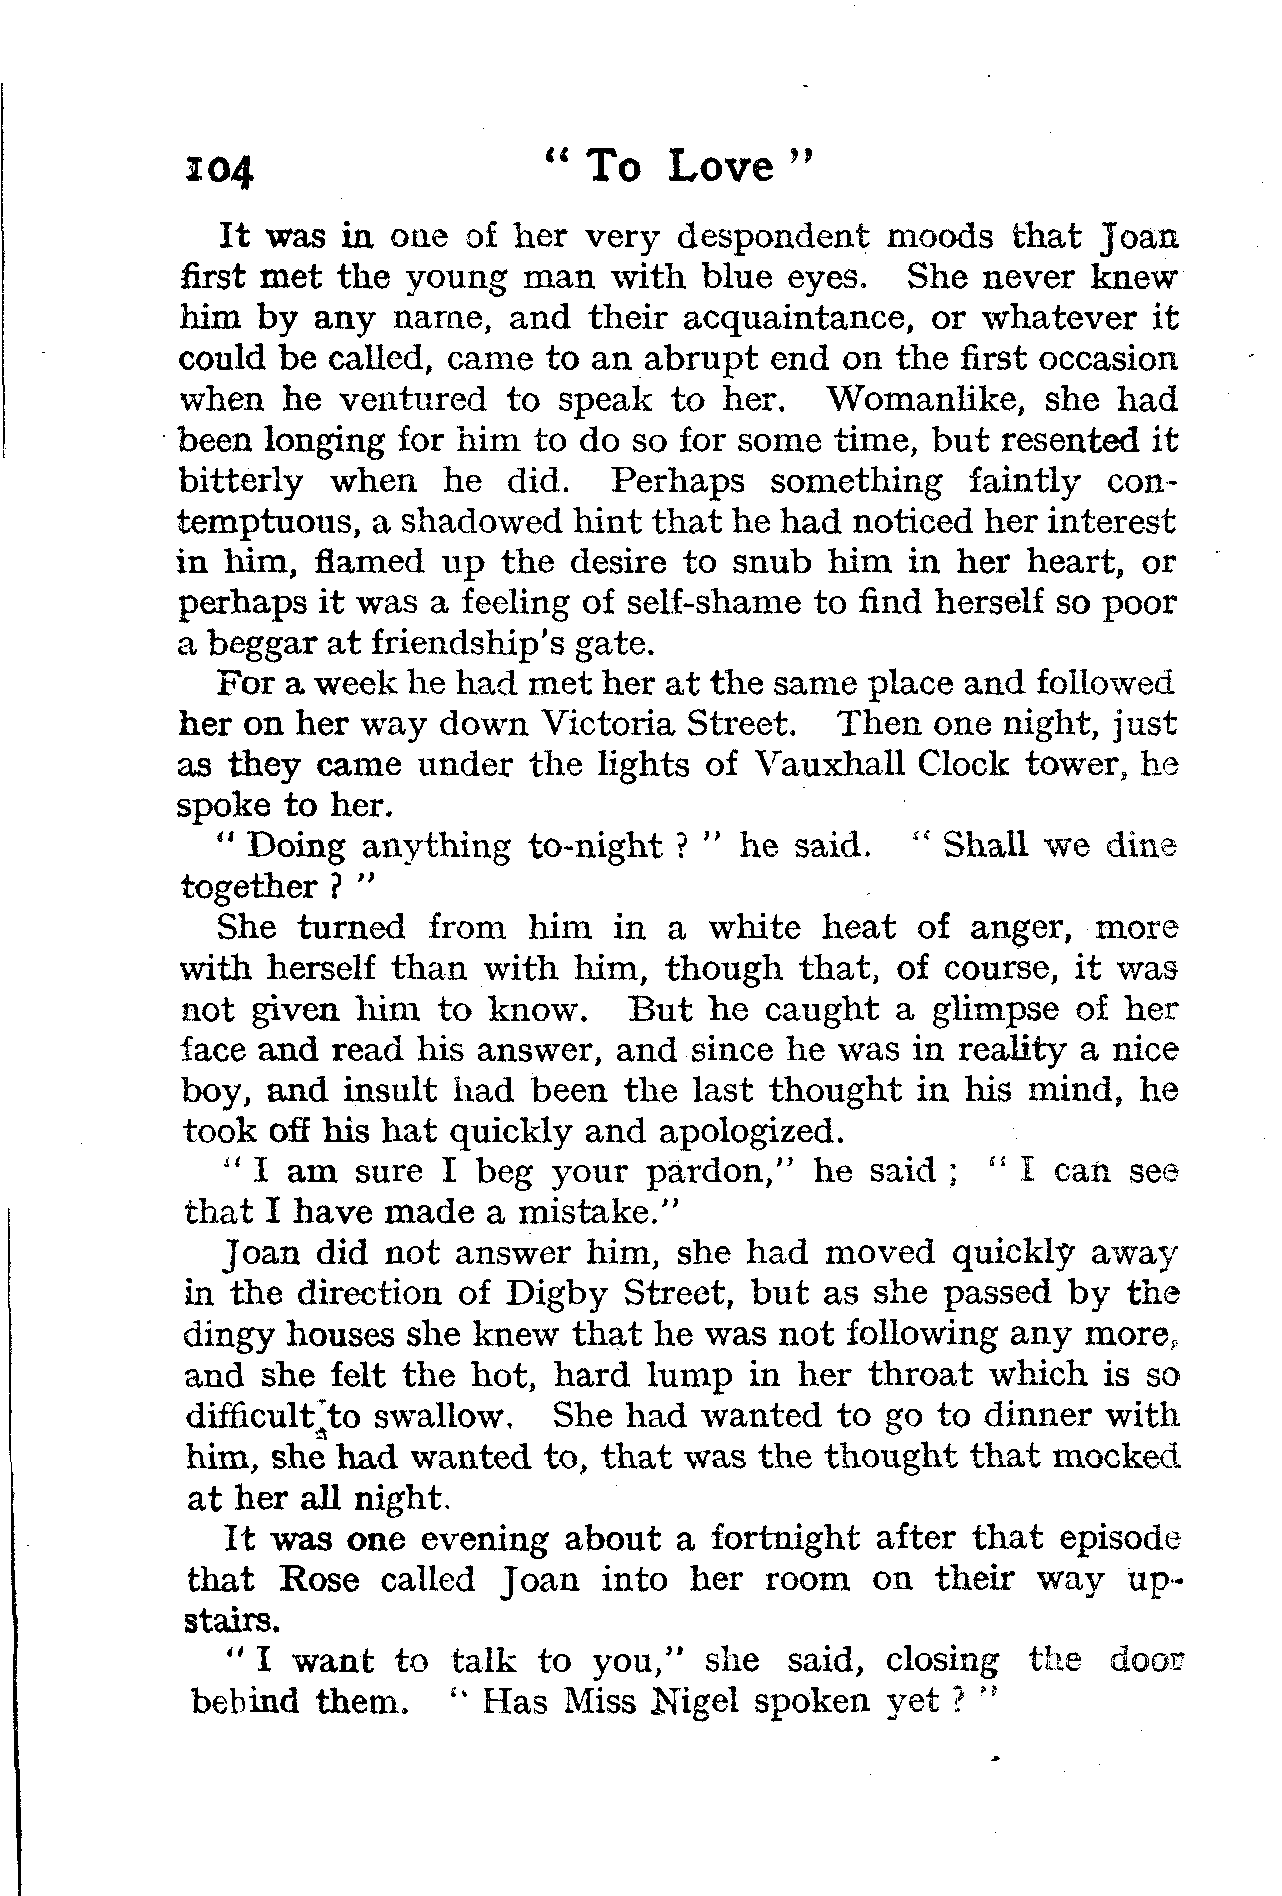 104 " To Love "
It was in one of her very despondent moods that Joan
first met the young man with blue eyes. She never knew
him by any name, and their acquaintance, or whatever it
could be called, came to an abrupt end on the first occasion
when he ventured to speak to her. Womanlike, she had
been longing for him to do so for some time, but resented it
bitterly when he did. Perhaps something faintly con-
temptuous, a shadowed hint that he had noticed her interest
in him, flamed up the desire to snub him in her heart, or
perhaps it was a feeling of self-shame to find herself so poor
a beggar at friendship's gate.
For a week he had met her at the same place and followed
her on her way down Victoria Street. Then one night, just
as they came under the lights of Vauxhall Clock tower, he
spoke to her.
" Doing anything to-night ? " he said. " Shall we dine
together ? "
She turned from him in a white heat of anger, more
with herself than with him, though that, of course, it was
not given him to know. But he caught a glimpse of her
face and read his answer, and since he was in reality a nice
boy, and insult had been the last thought in his mind, he
took off his hat quickly and apologized.
" I am sure I beg your pardon," he said ; " I can see
that I have made a mistake."
Joan did not answer him, she had moved quickly away
in the direction of Digby Street, but as she passed by the
dingy houses she knew that he was not following any more,
and she felt the hot, hard lump in her throat which is so
difficult to swallow. She had wanted to go to dinner with
him, she had wanted to, that was the thought that mocked
at her all night.
It was one evening about a fortnight after that episode
that Rose called Joan into her room on their way up-
stairs.
" I want to talk to you," she said, closing the door
behind them. " Has Miss Nigel spoken yet ? "